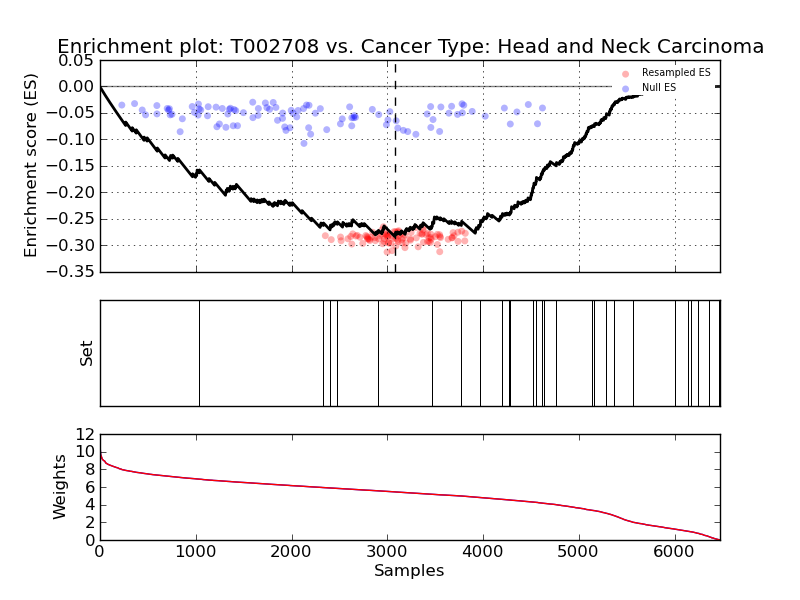 Enrichment plot: T002708 vs. Cancer Type: Head and Neck Carcinoma
Enrichment score (ES)
0.05
0.00
−0.05
−0.10
−0.15
−0.20
−0.25
−0.30
−0.35
Resampled ES
Null ES
Set
Weights
12
10
8
6
4
2
0
0 1000 2000 3000 4000 5000 6000
Samples